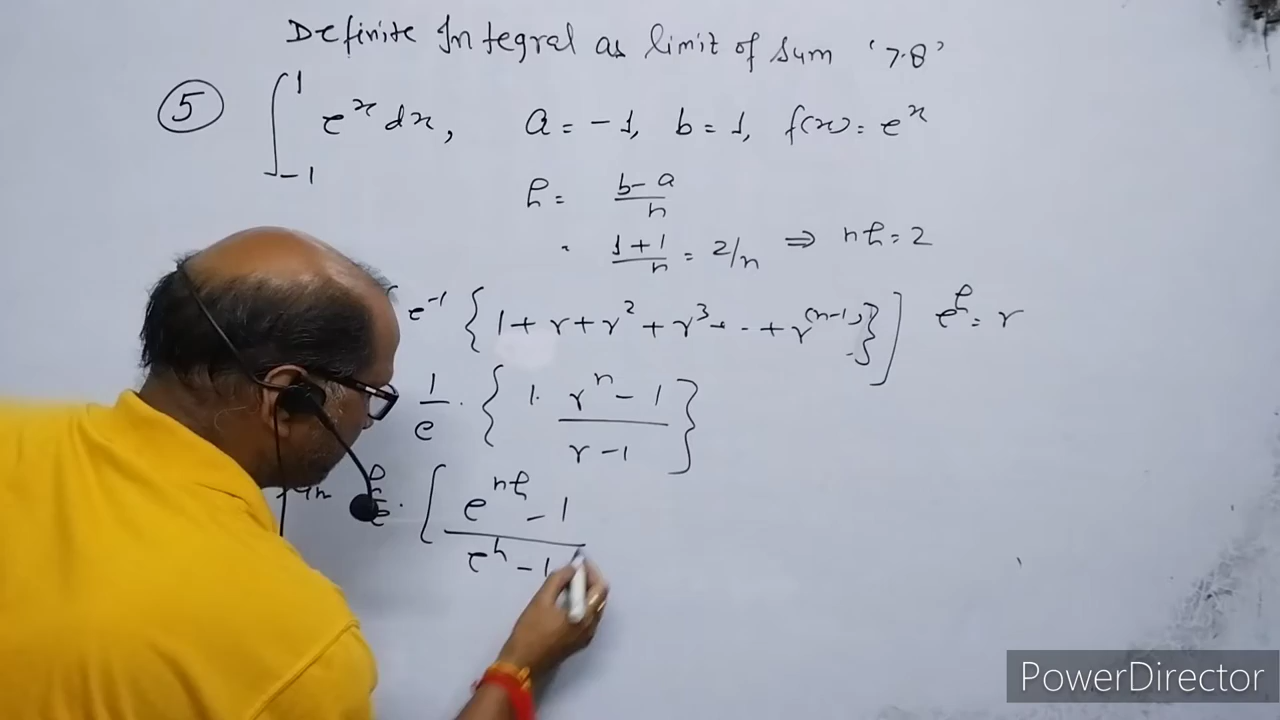 Definite Integral as limit of sum '7.8'
5 ∫₋₁¹ eˣ dx, a = -1, b = 1, f(x) = eˣ
h = (b-a)/n
= (1+1)/n = 2/n ⇒ nh = 2
e⁻¹ { 1 + r + r² + r³ + ... + r⁽ⁿ⁻¹⁾ } ] eʰ = r
1/e . { 1. (rⁿ - 1)/(r - 1) }
h/e . [ (eⁿʰ - 1)/(eʰ - 1)
PowerDirector